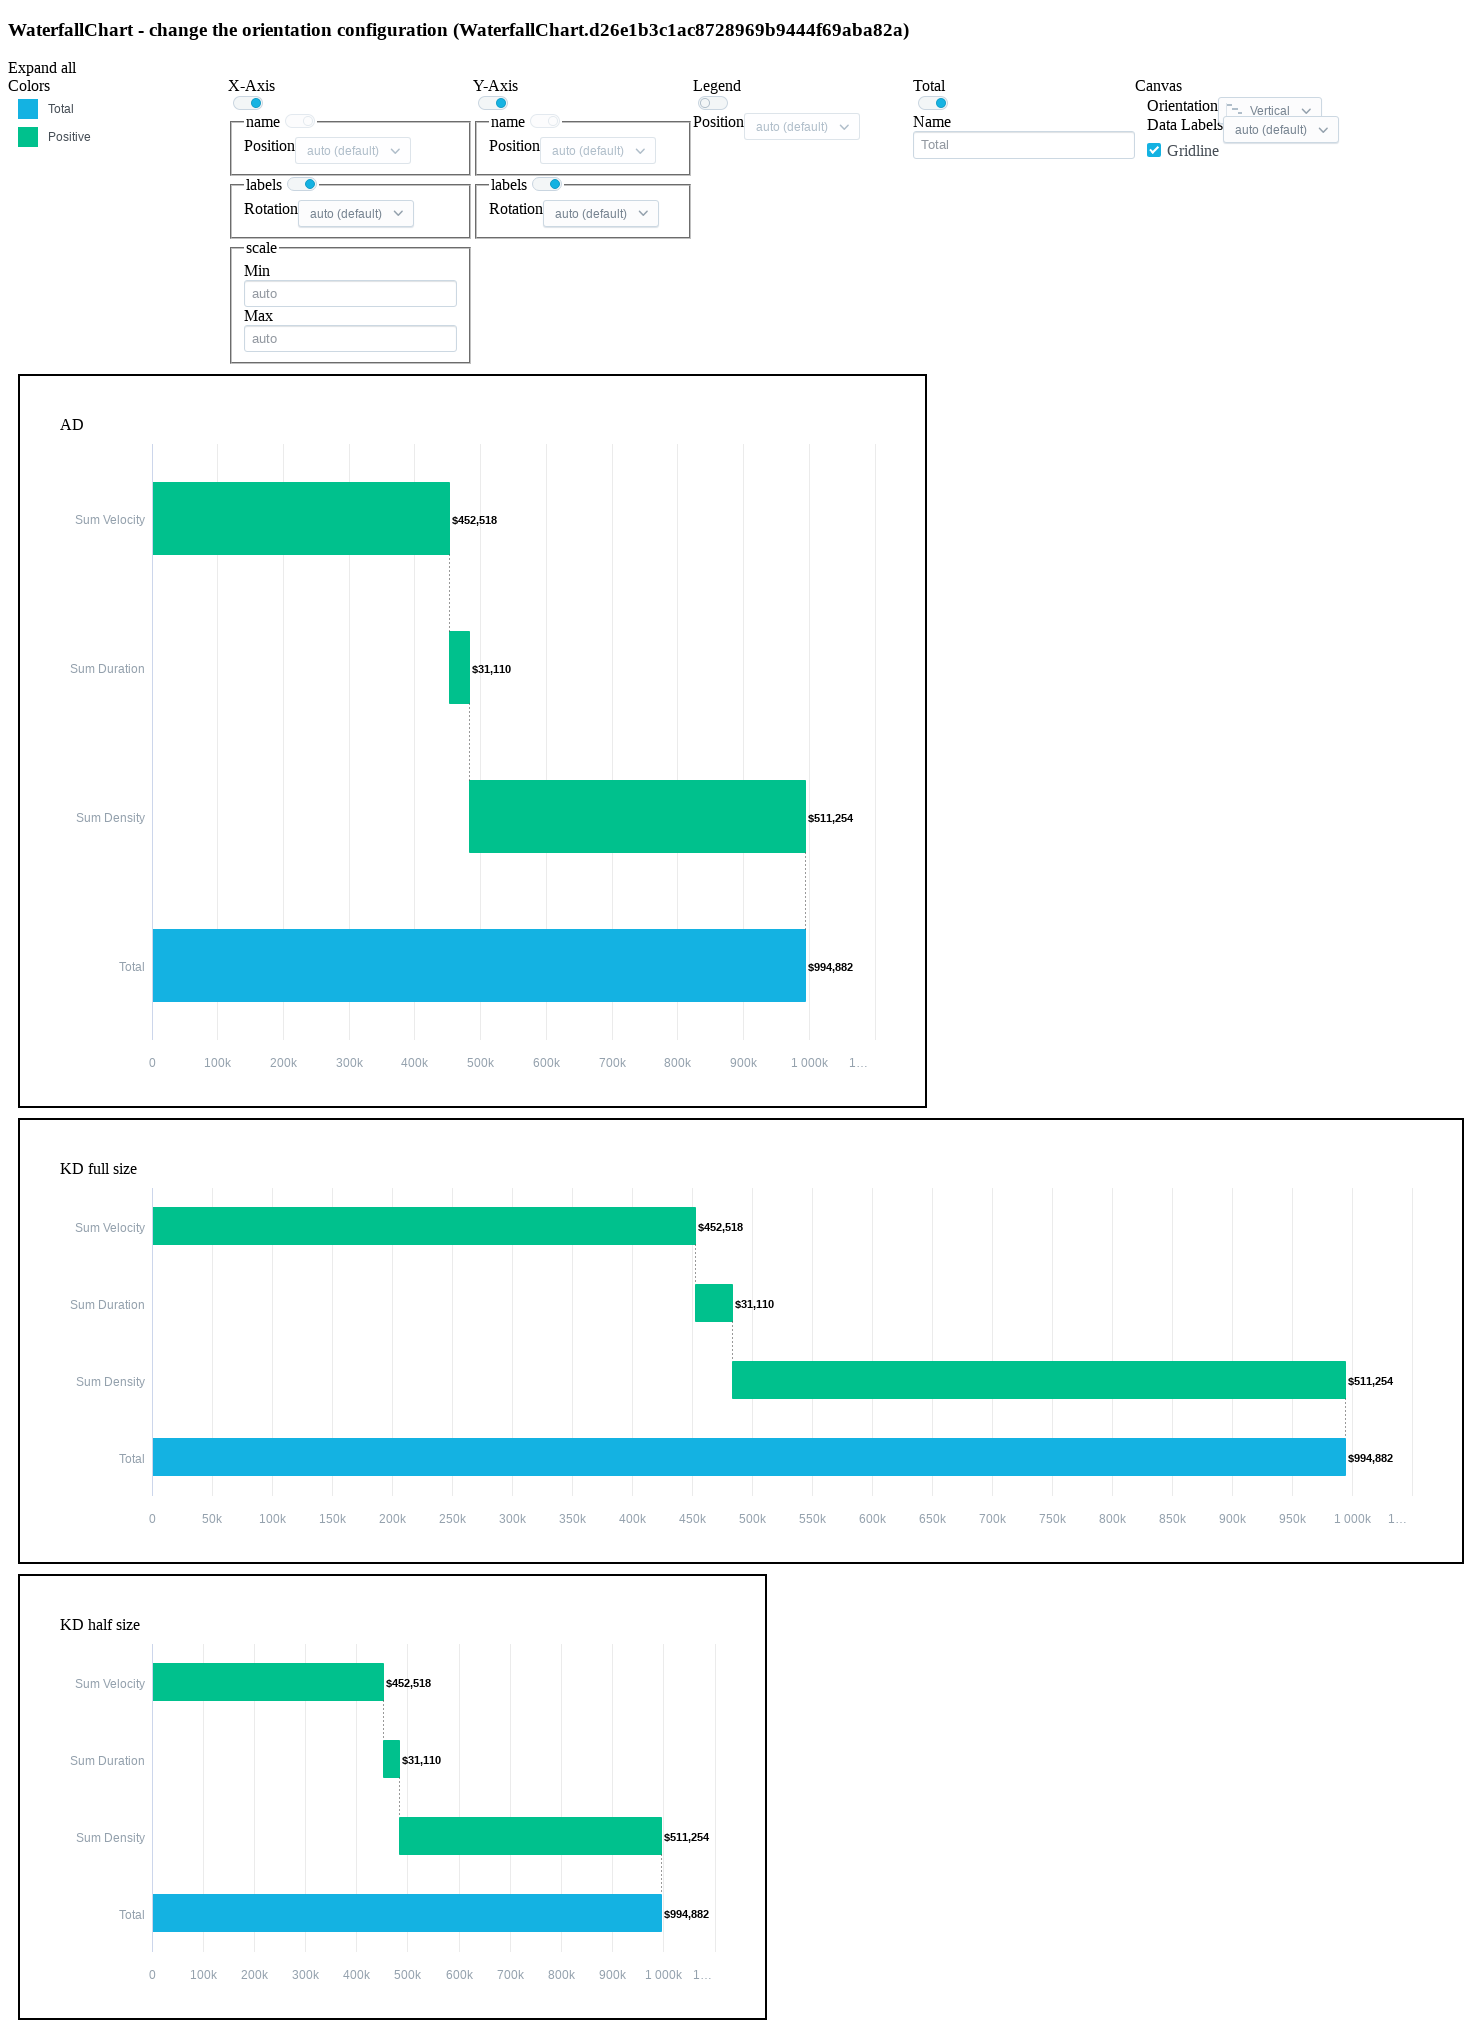 WaterfallChart - change the orientation configuration (WaterfallChart.d26e1b3c1ac8728969b9444f69aba82a)
Expand all
Colors
Total
Positive
X-Axis
name
Position auto (default)
labels
Rotation auto (default)
scale
Min
auto
Max
auto
Y-Axis
name
Position auto (default)
labels
Rotation auto (default)
Legend
Position auto (default)
Total
Name
Total
Canvas
Orientation Vertical
Data Labels auto (default)
Gridline
AD
Sum Velocity $452,518
Sum Duration $31,110
Sum Density $511,254
Total $994,882
0 100k 200k 300k 400k 500k 600k 700k 800k 900k 1 000k 1…
KD full size
Sum Velocity $452,518
Sum Duration $31,110
Sum Density $511,254
Total $994,882
0 50k 100k 150k 200k 250k 300k 350k 400k 450k 500k 550k 600k 650k 700k 750k 800k 850k 900k 950k 1 000k 1…
KD half size
Sum Velocity $452,518
Sum Duration $31,110
Sum Density $511,254
Total $994,882
0 100k 200k 300k 400k 500k 600k 700k 800k 900k 1 000k 1…